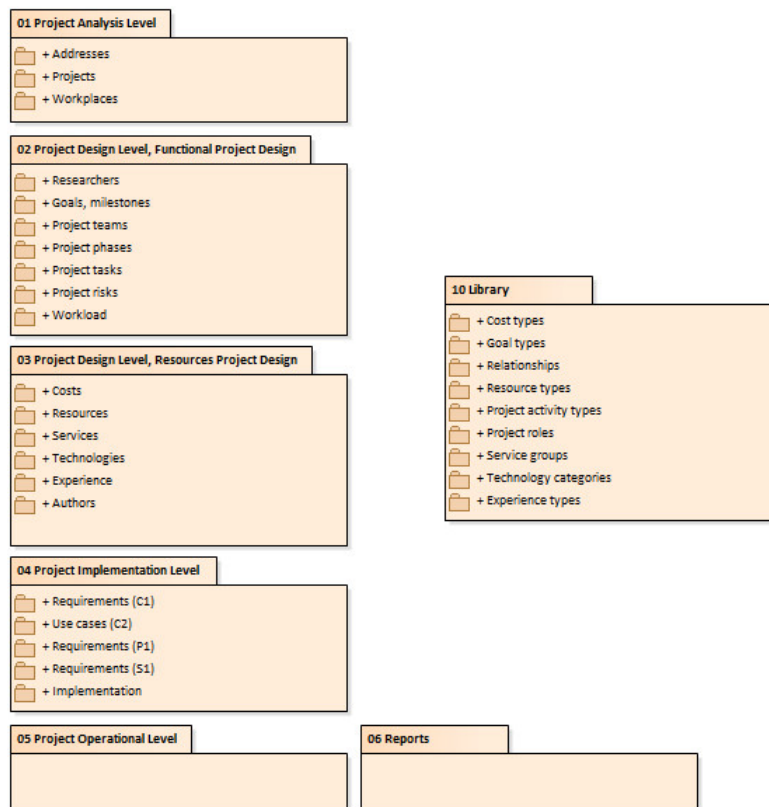 01 Project Analysis Level
+ Addresses
+ Projects
+ Workplaces
02 Project Design Level, Functional Project Design
+ Researchers
+ Goals, milestones
+ Project teams
+ Project phases
+ Project tasks
+ Project risks
+ Workload
03 Project Design Level, Resources Project Design
+ Costs
+ Resources
+ Services
+ Technologies
+ Experience
+ Authors
04 Project Implementation Level
+ Requirements (C1)
+ Use cases (C2)
+ Requirements (P1)
+ Requirements (S1)
+ Implementation
05 Project Operational Level
06 Reports
10 Library
+ Cost types
+ Goal types
+ Relationships
+ Resource types
+ Project activity types
+ Project roles
+ Service groups
+ Technology categories
+ Experience types